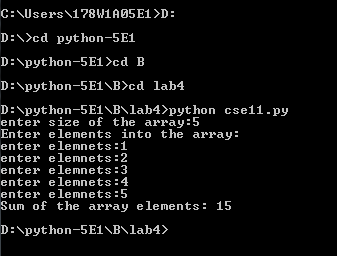 C:\Users\178W1A05E1>D:
D:\>cd python-5E1
D:\python-5E1>cd B
D:\python-5E1\B>cd lab4
D:\python-5E1\B\lab4>python cse11.py
enter size of the array:5
Enter elements into the array:
enter elemnets:1
enter elemnets:2
enter elemnets:3
enter elemnets:4
enter elemnets:5
Sum of the array elements: 15
D:\python-5E1\B\lab4>